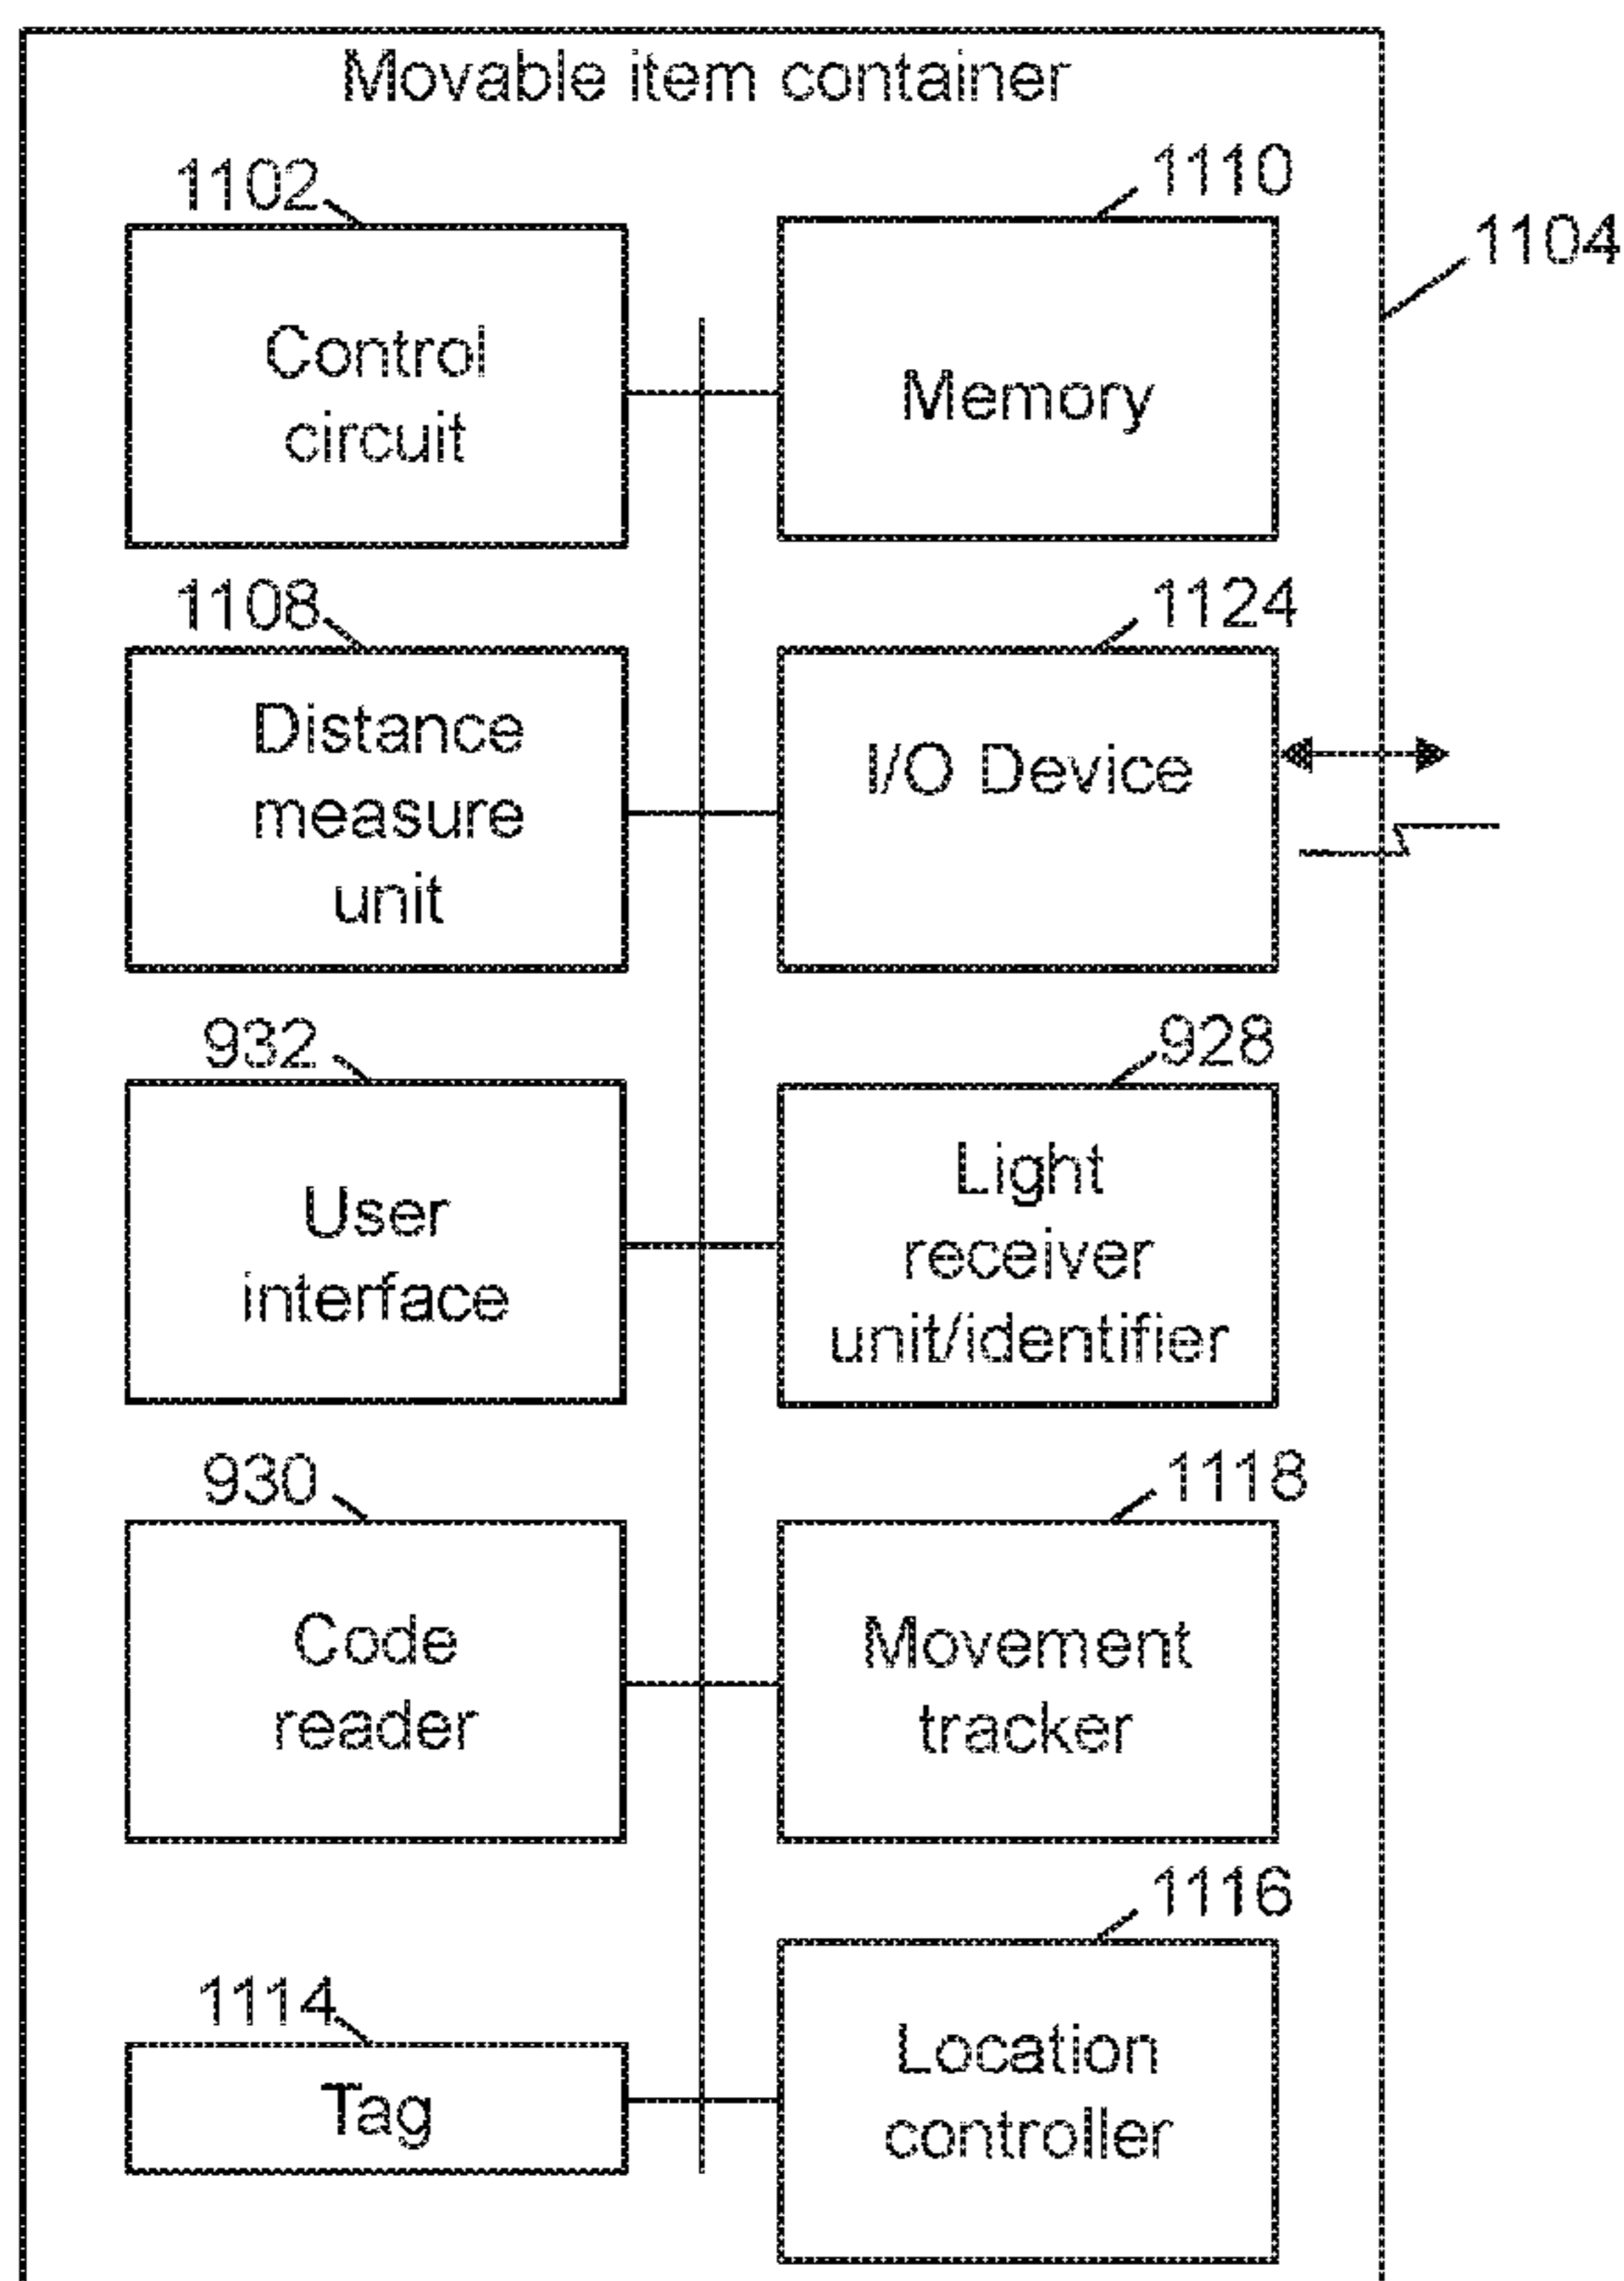 Movable item container
1102
1110
1104
Control
circuit
Memory
1108
1124
Distance
measure
unit
I/O Device
932
928
User
interface
Light
receiver
unit/identifier
930
1118
Code
reader
Movement
tracker
1114
1116
Tag
Location
controller